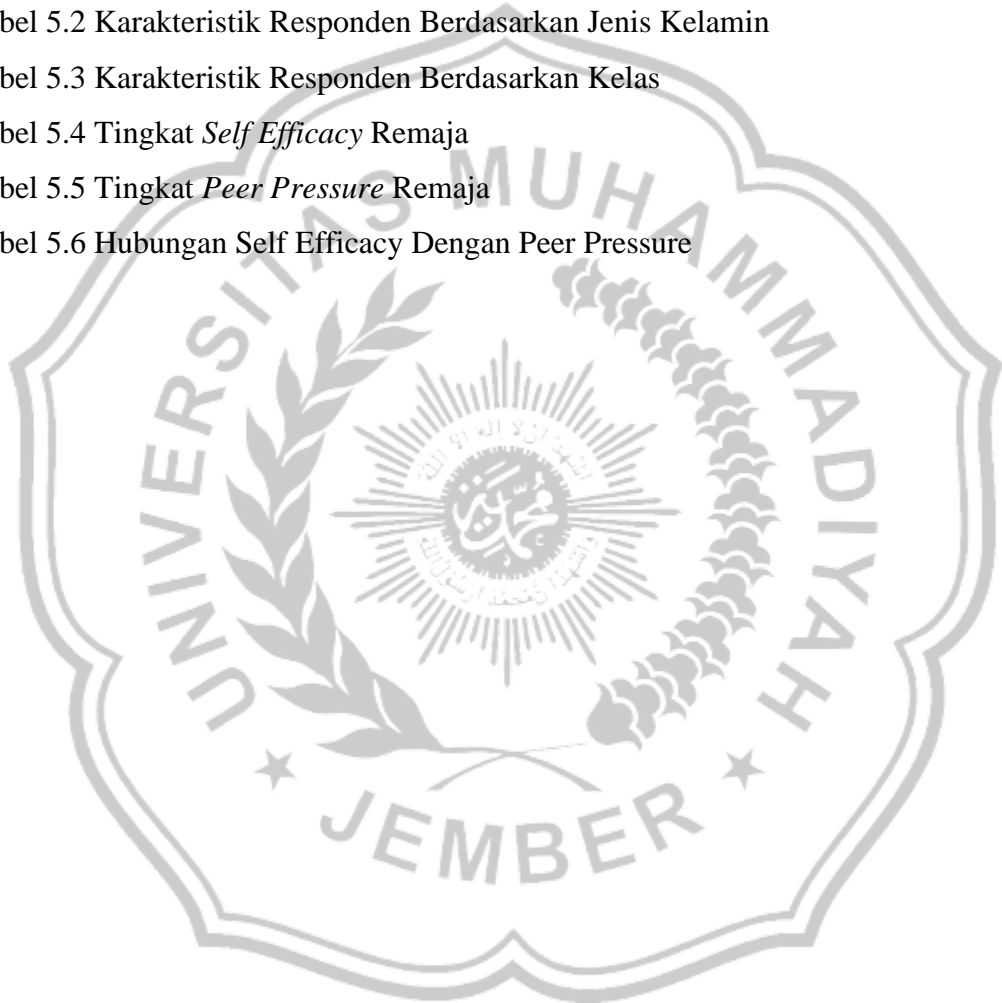 bel 5.2 Karakteristik Responden Berdasarkan Jenis Kelamin
bel 5.3 Karakteristik Responden Berdasarkan Kelas
bel 5.4 Tingkat Self Efficacy Remaja
bel 5.5 Tingkat Peer Pressure Remaja
bel 5.6 Hubungan Self Efficacy Dengan Peer Pressure
UNIVERSITAS MUHAMMADIYAH
JEMBER